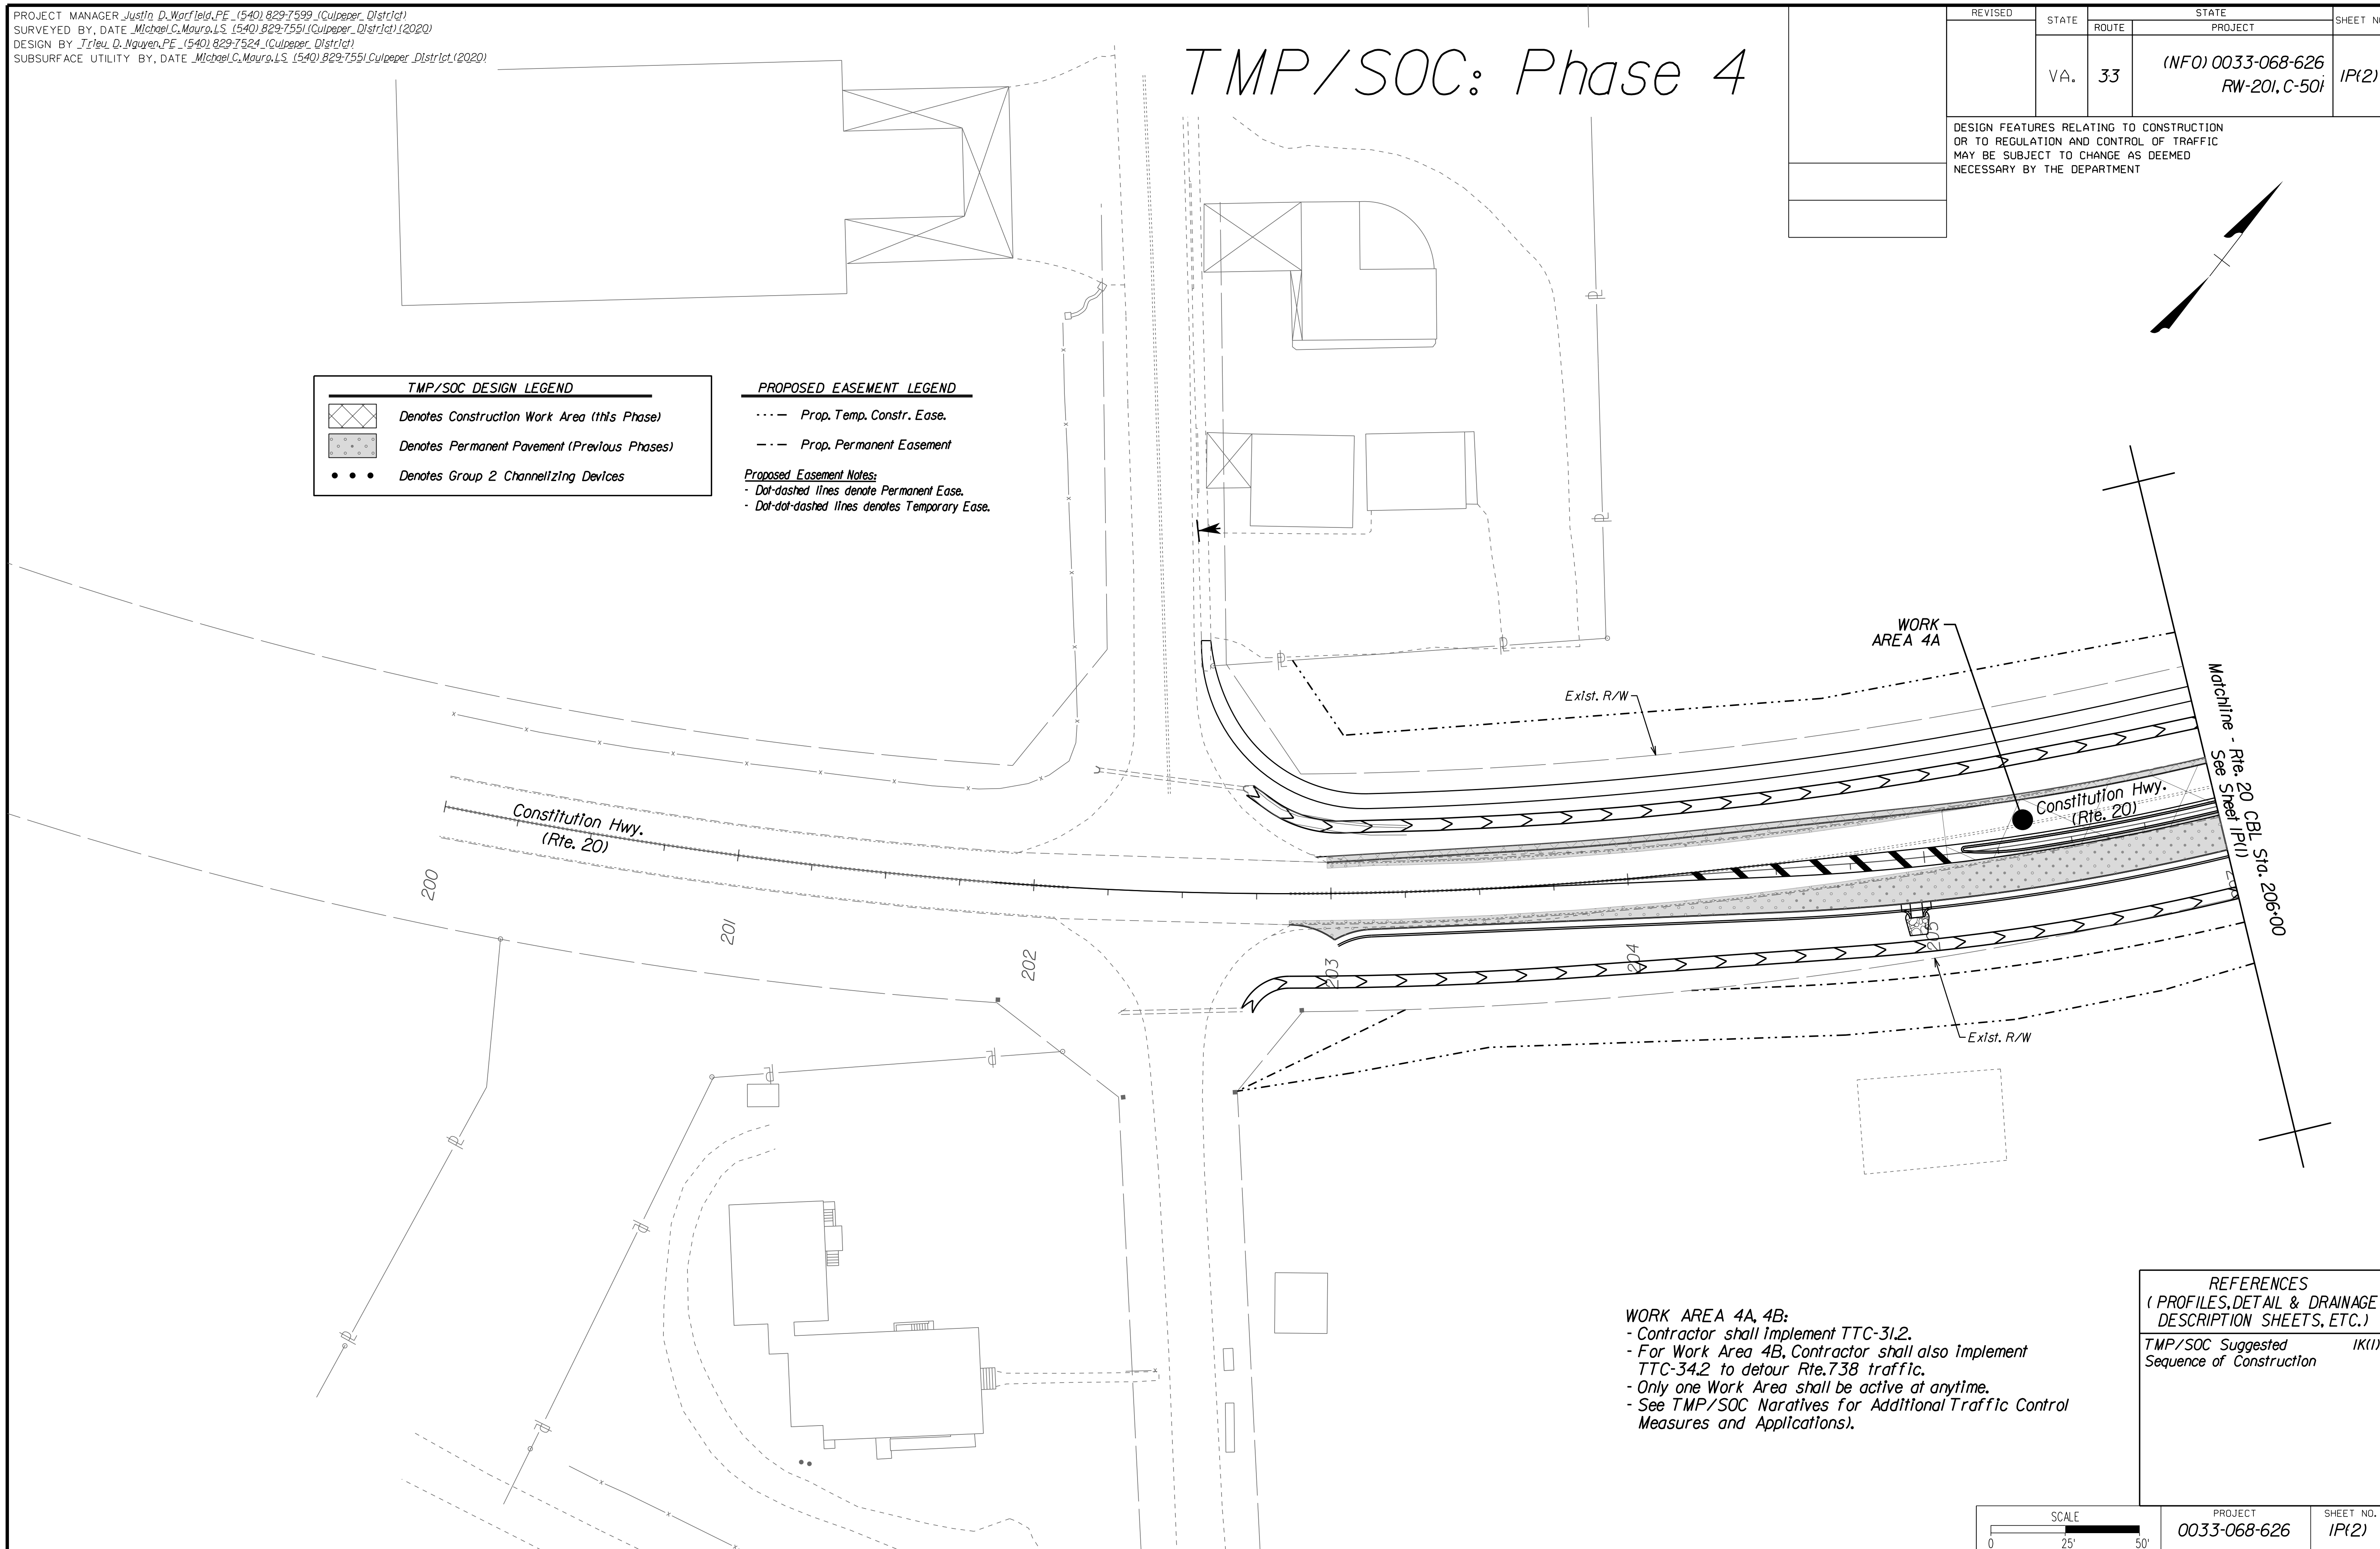 PROJECT MANAGER Justin D. Warfield, PE (540) 829-7599 (Culpeper District)
SURVEYED BY, DATE Michael C. Mauro, LS (540) 829-7551 (Culpeper District) (2020)
DESIGN BY Trieu D. Nguyen, PE (540) 829-7524 (Culpeper District)
SUBSURFACE UTILITY BY, DATE Michael C. Mauro, LS (540) 829-7551 Culpeper District (2020)
TMP/SOC: Phase 4
REVISED
STATE
STATE
SHEET NO
ROUTE
PROJECT
VA.
33
(NFO) 0033-068-626
RW-201, C-501
1P(2)
DESIGN FEATURES RELATING TO CONSTRUCTION
OR TO REGULATION AND CONTROL OF TRAFFIC
MAY BE SUBJECT TO CHANGE AS DEEMED
NECESSARY BY THE DEPARTMENT
TMP/SOC DESIGN LEGEND
Denotes Construction Work Area (this Phase)
Denotes Permanent Pavement (Previous Phases)
Denotes Group 2 Channelizing Devices
PROPOSED EASEMENT LEGEND
Prop. Temp. Constr. Ease.
Prop. Permanent Easement
Proposed Easement Notes:
- Dot-dashed lines denote Permanent Ease.
- Dot-dot-dashed lines denotes Temporary Ease.
WORK
AREA 4A
Exist. R/W
Matchline - Rte. 20 CBL Sta. 206+00
See Sheet 1P(1)
Constitution Hwy.
(Rte. 20)
Constitution Hwy.
(Rte. 20)
200
201
202
203
204
205
Exist. R/W
WORK AREA 4A, 4B:
- Contractor shall implement TTC-31.2.
- For Work Area 4B, Contractor shall also implement
TTC-34.2 to detour Rte.738 traffic.
- Only one Work Area shall be active at anytime.
- See TMP/SOC Naratives for Additional Traffic Control
Measures and Applications).
REFERENCES
( PROFILES, DETAIL & DRAINAGE
DESCRIPTION SHEETS, ETC.)
TMP/SOC Suggested 1K(1)
Sequence of Construction
SCALE
0 25' 50'
PROJECT
0033-068-626
SHEET NO.
1P(2)